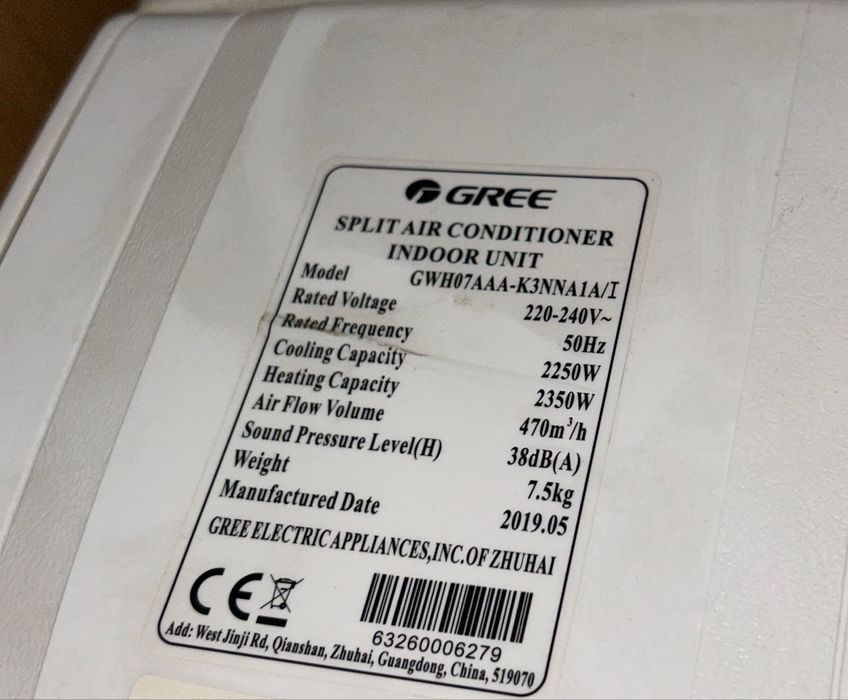 GREE
SPLIT AIR CONDITIONER
INDOOR UNIT
Model GWH07AAA-K3NNA1A/I
Rated Voltage 220-240V~
Rated Frequency 50Hz
Cooling Capacity 2250W
Heating Capacity 2350W
Air Flow Volume 470m³/h
Sound Pressure Level(H) 38dB(A)
Weight 7.5kg
Manufactured Date 2019.05
GREE ELECTRIC APPLIANCES,INC.OF ZHUHAI
CE
63260006279
Add: West Jinji Rd, Qianshan, Zhuhai, Guangdong, China, 519070